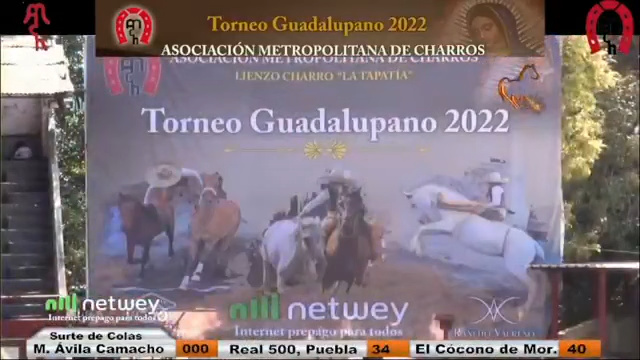 Torneo Guadalupano 2022
ASOCIACIÓN METROPOLITANA DE CHARROS
ASOCIACIÓN METROPOLITANA DE CHARROS
LIENZO CHARRO "LA TAPATÍA"
Torneo Guadalupano 2022
netwey
Internet prepago para todos
netwey
Internet prepago para todos
Surte de Colas
M. Ávila Camacho 000 Real 500, Puebla 34 El Cócono de Mor. 40